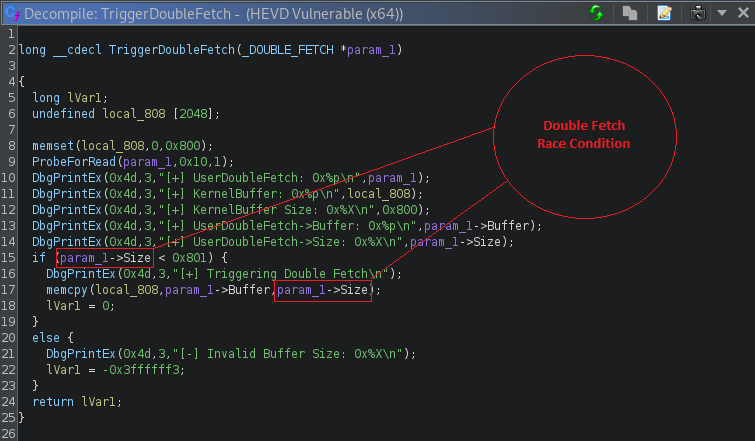 Decompile: TriggerDoubleFetch - (HEVD Vulnerable (x64))
1
2 long __cdecl TriggerDoubleFetch(_DOUBLE_FETCH *param_1)
3
4 {
5 long lVar1;
6 undefined local_808 [2048];
7
8 memset(local_808,0,0x800);
9 ProbeForRead(param_1,0x10,1);
10 DbgPrintEx(0x4d,3,"[+] UserDoubleFetch: 0x%p\n",param_1);
11 DbgPrintEx(0x4d,3,"[+] KernelBuffer: 0x%p\n",local_808);
12 DbgPrintEx(0x4d,3,"[+] KernelBuffer Size: 0x%X\n",0x800);
13 DbgPrintEx(0x4d,3,"[+] UserDoubleFetch->Buffer: 0x%p\n",param_1->Buffer);
14 DbgPrintEx(0x4d,3,"[+] UserDoubleFetch->Size: 0x%X\n",param_1->Size);
15 if (param_1->Size < 0x801) {
16 DbgPrintEx(0x4d,3,"[+] Triggering Double Fetch\n");
17 memcpy(local_808,param_1->Buffer,param_1->Size);
18 lVar1 = 0;
19 }
20 else {
21 DbgPrintEx(0x4d,3,"[-] Invalid Buffer Size: 0x%X\n");
22 lVar1 = -0x3ffffff3;
23 }
24 return lVar1;
25 }
26
Double Fetch
Race Condition